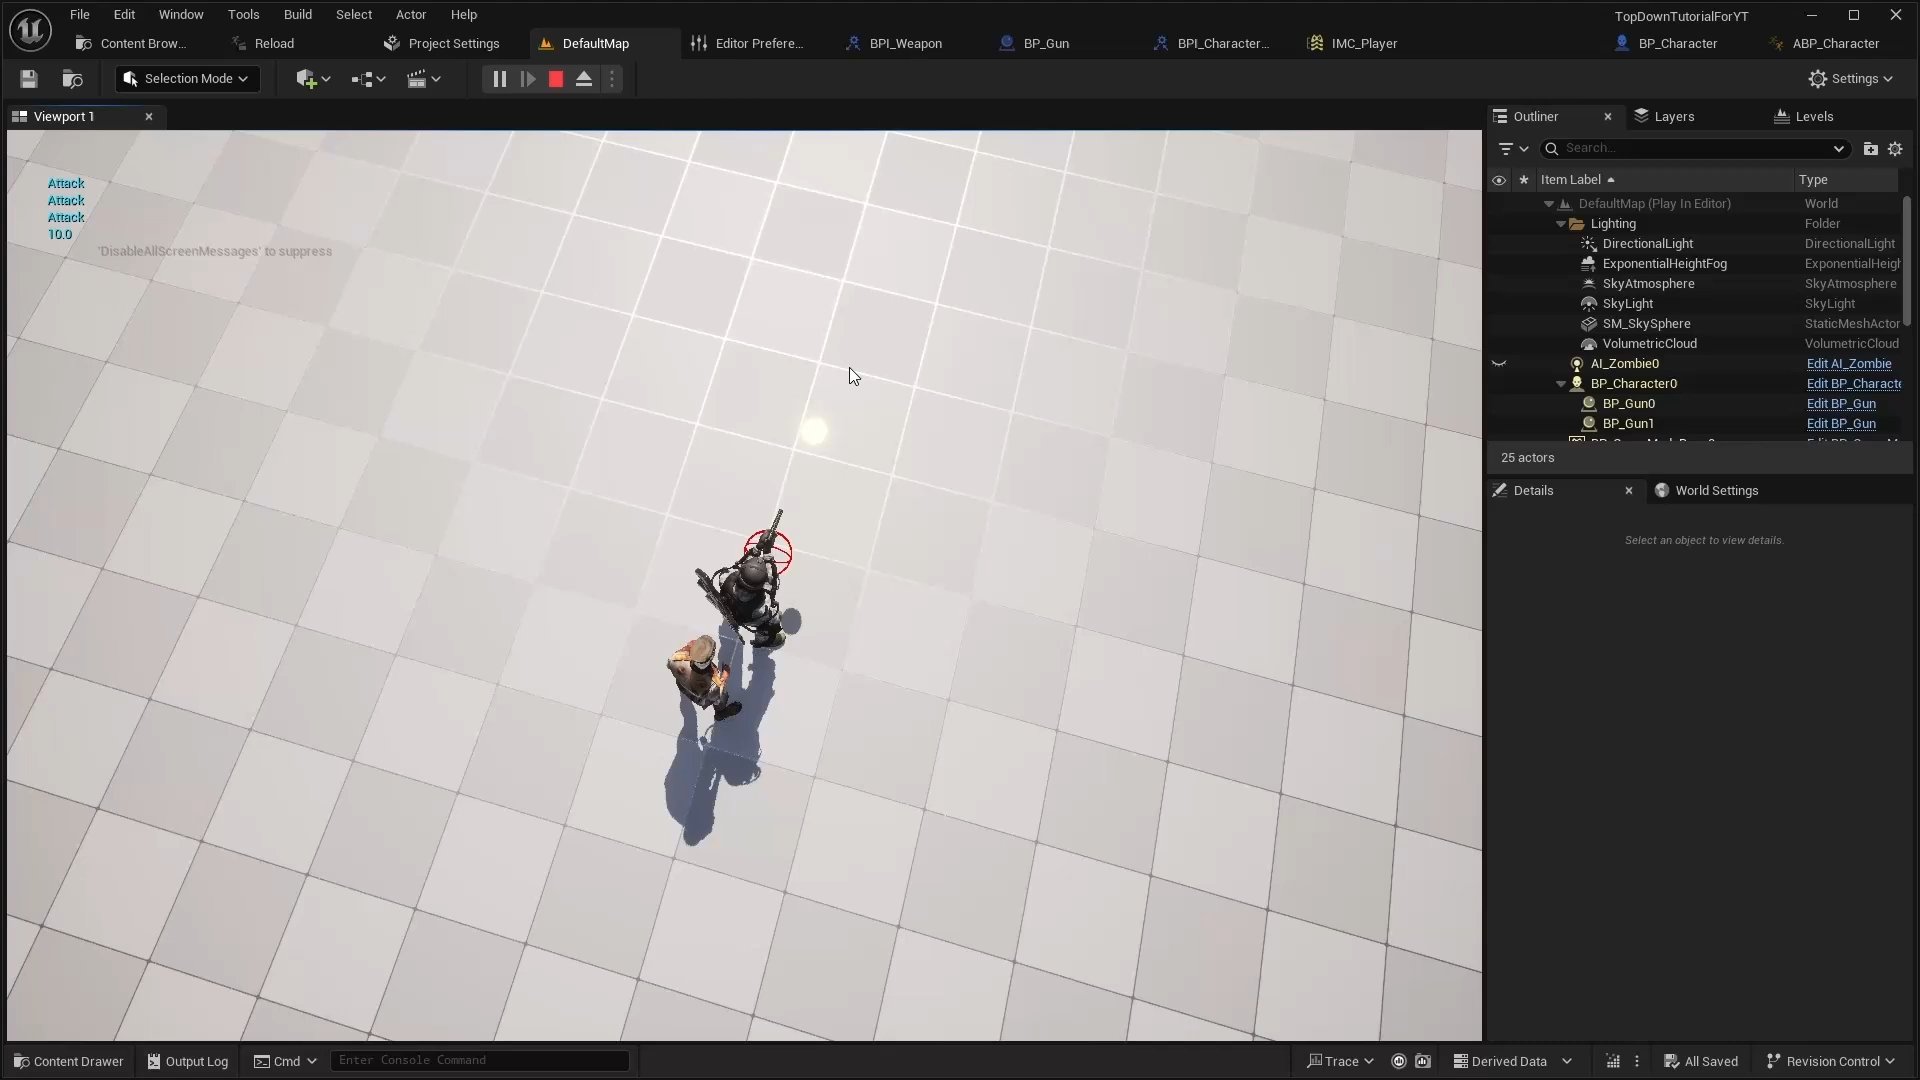 File Edit Window Tools Build Select Actor Help
TopDownTutorialForYT
Content Brow... Reload Project Settings DefaultMap Editor Prefere... BPI_Weapon BP_Gun BPI_Character... IMC_Player BP_Character ABP_Character
Selection Mode Settings
Viewport 1
Outliner Layers Levels
Search...
Item Label Type
Attack
Attack
Attack
10.0
'DisableAllScreenMessages' to suppress
DefaultMap (Play In Editor) World
Lighting Folder
DirectionalLight DirectionalLight
ExponentialHeightFog ExponentialHeigh
SkyAtmosphere SkyAtmosphere
SkyLight SkyLight
SM_SkySphere StaticMeshActor
VolumetricCloud VolumetricCloud
AI_Zombie0 Edit AI_Zombie
BP_Character0 Edit BP_Characte
BP_Gun0 Edit BP_Gun
BP_Gun1 Edit BP_Gun
25 actors
Details World Settings
Select an object to view details.
Content Drawer Output Log Cmd Enter Console Command Trace Derived Data All Saved Revision Control